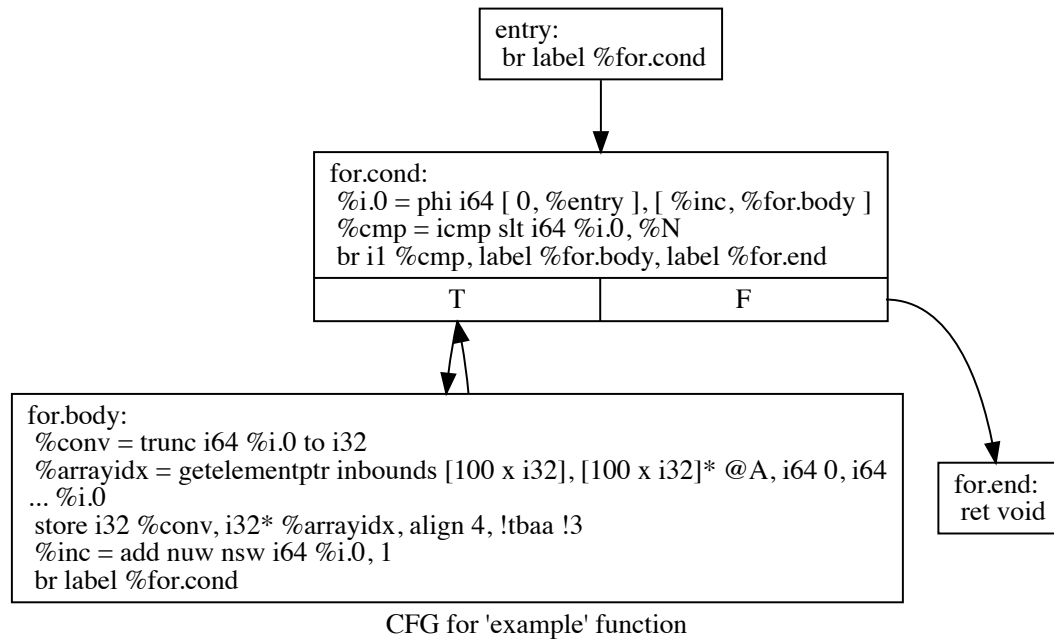 entry:
br label %for.cond
for.cond:
%i.0 = phi i64 [ 0, %entry ], [ %inc, %for.body ]
%cmp = icmp slt i64 %i.0, %N
br i1 %cmp, label %for.body, label %for.end
T F
for.body:
%conv = trunc i64 %i.0 to i32
%arrayidx = getelementptr inbounds [100 x i32], [100 x i32]* @A, i64 0, i64
... %i.0
store i32 %conv, i32* %arrayidx, align 4, !tbaa !3
%inc = add nuw nsw i64 %i.0, 1
br label %for.cond
for.end:
ret void
CFG for 'example' function